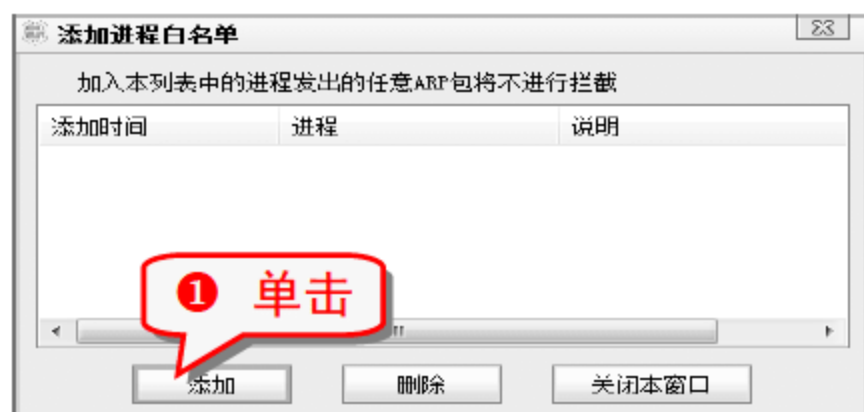 添加进程白名单
加入本列表中的进程发出的任意ARP包将不进行拦截
添加时间 进程 说明
❶ 单击
添加 删除 关闭本窗口